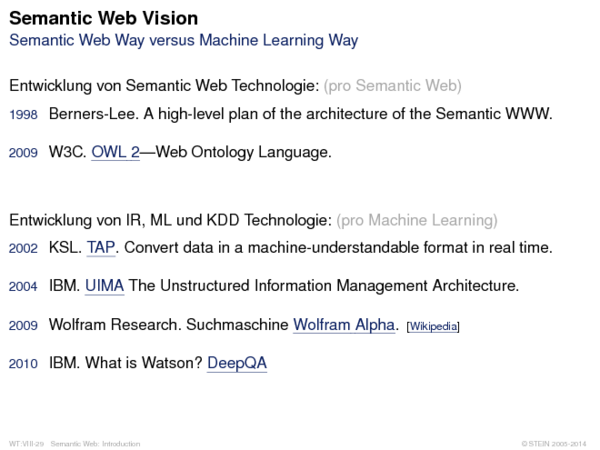 Semantic Web Vision
Semantic Web Way versus Machine Learning Way
Entwicklung von Semantic Web Technologie: (pro Semantic Web)
1998 Berners-Lee. A high-level plan of the architecture of the Semantic WWW.
2009 W3C. OWL 2—Web Ontology Language.
Entwicklung von IR, ML und KDD Technologie: (pro Machine Learning)
2002 KSL. TAP. Convert data in a machine-understandable format in real time.
2004 IBM. UIMA The Unstructured Information Management Architecture.
2009 Wolfram Research. Suchmaschine Wolfram Alpha. [Wikipedia]
2010 IBM. What is Watson? DeepQA
WT:VIII-29 Semantic Web: Introduction © STEIN 2005-2014